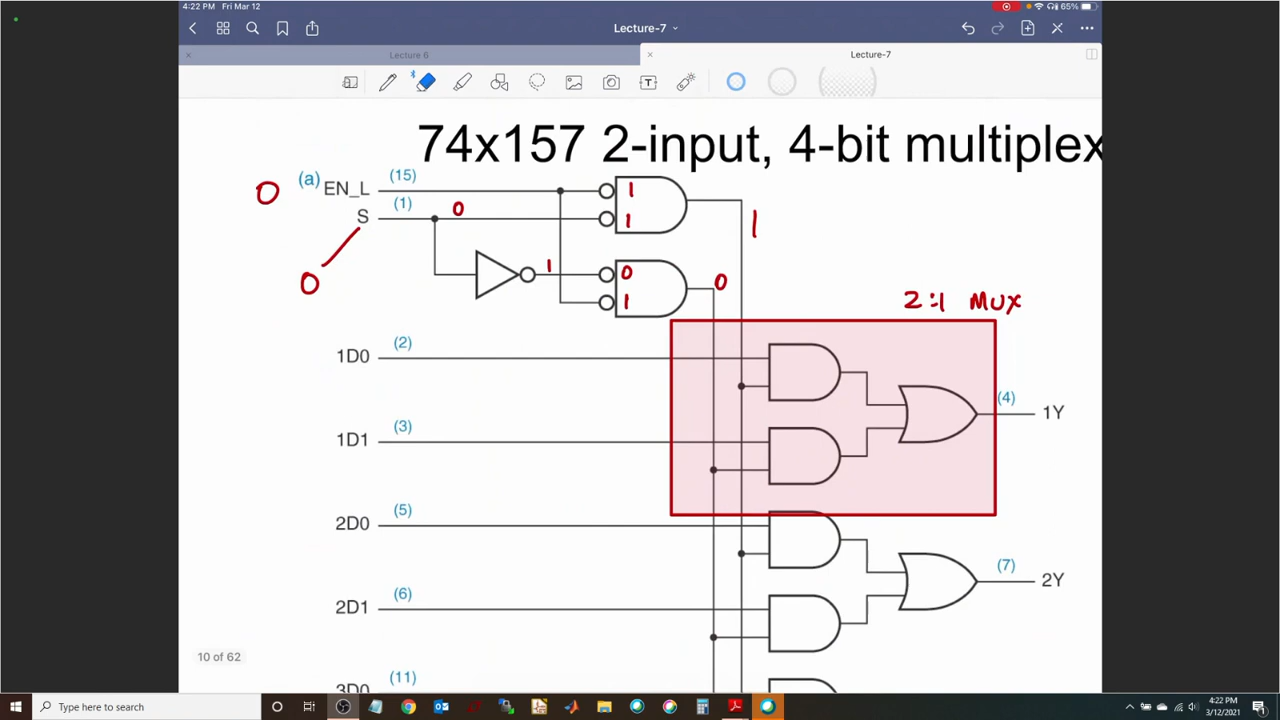 4:22 PM Fri Mar 12
65%
Lecture-7
Lecture 6
Lecture-7
74x157 2-input, 4-bit multiplex
0 (a) EN_L (15) 1
S (1) 0 1 1
0 1 0 0
1
2:1 MUX
1D0 (2)
(4) 1Y
1D1 (3)
2D0 (5)
(7) 2Y
2D1 (6)
10 of 62
3D0 (11)
Type here to search
4:22 PM
3/12/2021